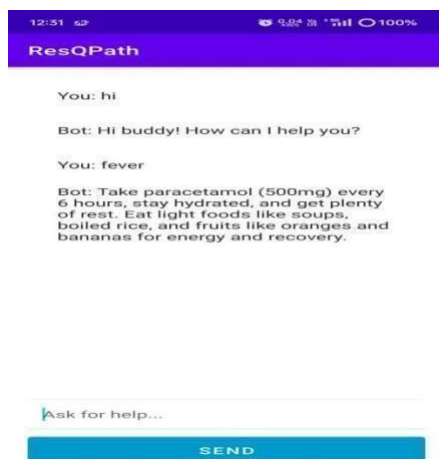 12:31
100%
ResQPath
You: hi
Bot: Hi buddy! How can I help you?
You: fever
Bot: Take paracetamol (500mg) every
6 hours, stay hydrated, and get plenty
of rest. Eat light foods like soups,
boiled rice, and fruits like oranges and
bananas for energy and recovery.
Ask for help...
SEND